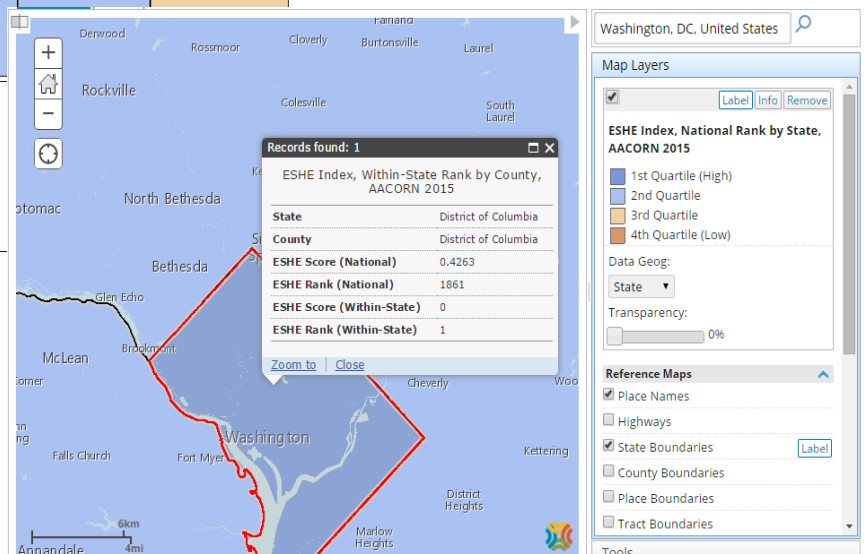 Derwood
Rossmoor
Cloverly
Fairland
Burtonsville
Laurel
Rockville
Colesville
South
Laurel
North Bethesda
Bethesda
Glen Echo
McLean
Brookmont
Cheverly
Washington
Falls Church
Fort Myer
Kettering
District
Heights
Marlow
Heights
Annandale
6km
4mi
Records found: 1
ESHE Index, Within-State Rank by County,
AACORN 2015
State District of Columbia
County District of Columbia
ESHE Score (National) 0.4263
ESHE Rank (National) 1861
ESHE Score (Within-State) 0
ESHE Rank (Within-State) 1
Zoom to Close
Washington, DC, United States
Map Layers
Label Info Remove
ESHE Index, National Rank by State,
AACORN 2015
1st Quartile (High)
2nd Quartile
3rd Quartile
4th Quartile (Low)
Data Geog:
State
Transparency:
0%
Reference Maps
Place Names
Highways
State Boundaries Label
County Boundaries
Place Boundaries
Tract Boundaries
Tools